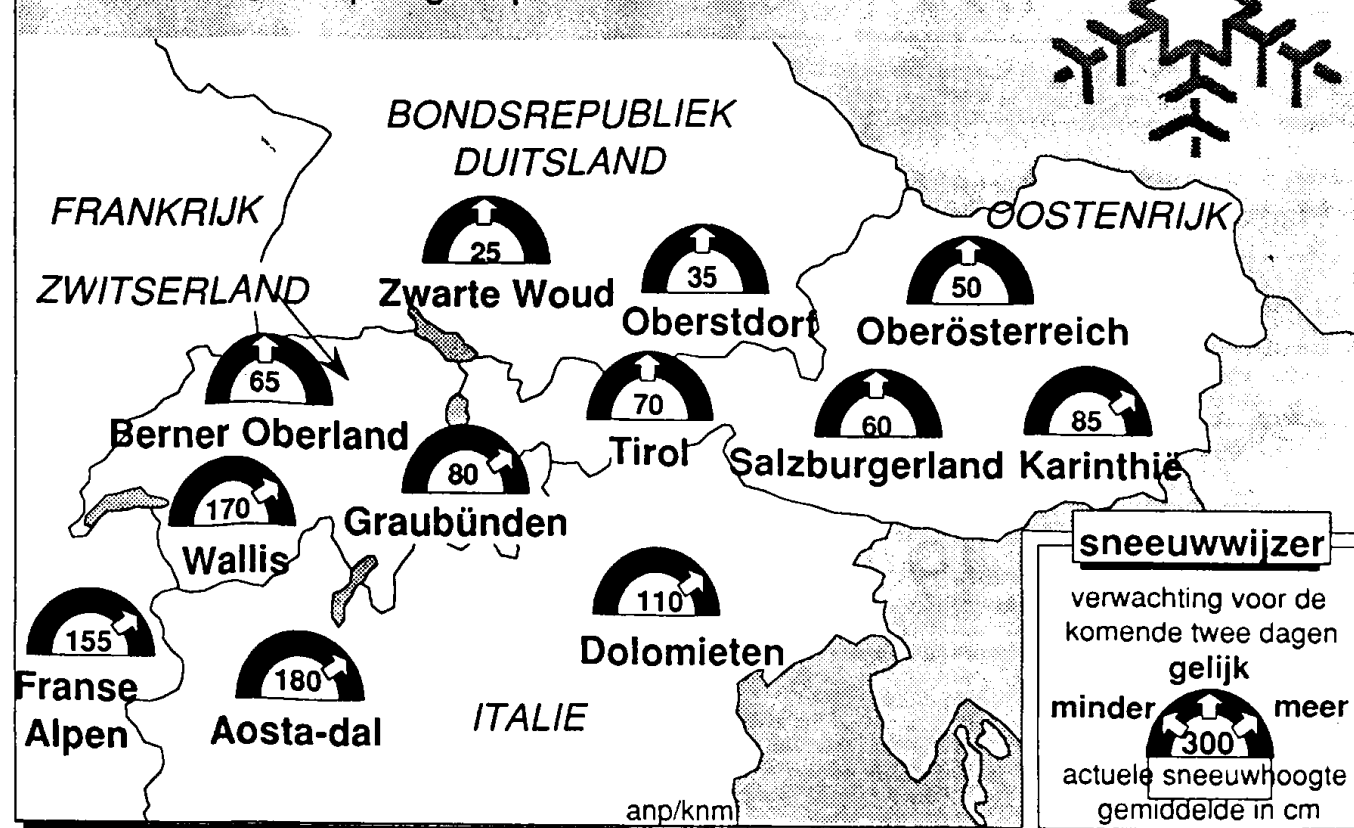 BONDSREPUBLIEK
DUITSLAND
FRANKRIJK
OOSTENRIJK
ZWITSERLAND
25
Zwarte Woud
35
Oberstdorf
50
Oberösterreich
65
Berner Oberland
70
Tirol
60
Salzburgerland
85
Karinthië
80
Graubünden
170
Wallis
110
Dolomieten
155
Franse
Alpen
180
Aosta-dal
ITALIE
anp/knmi
sneeuwwijzer
verwachting voor de
komende twee dagen
gelijk
minder meer
300
actuele sneeuwhoogte
gemiddelde in cm